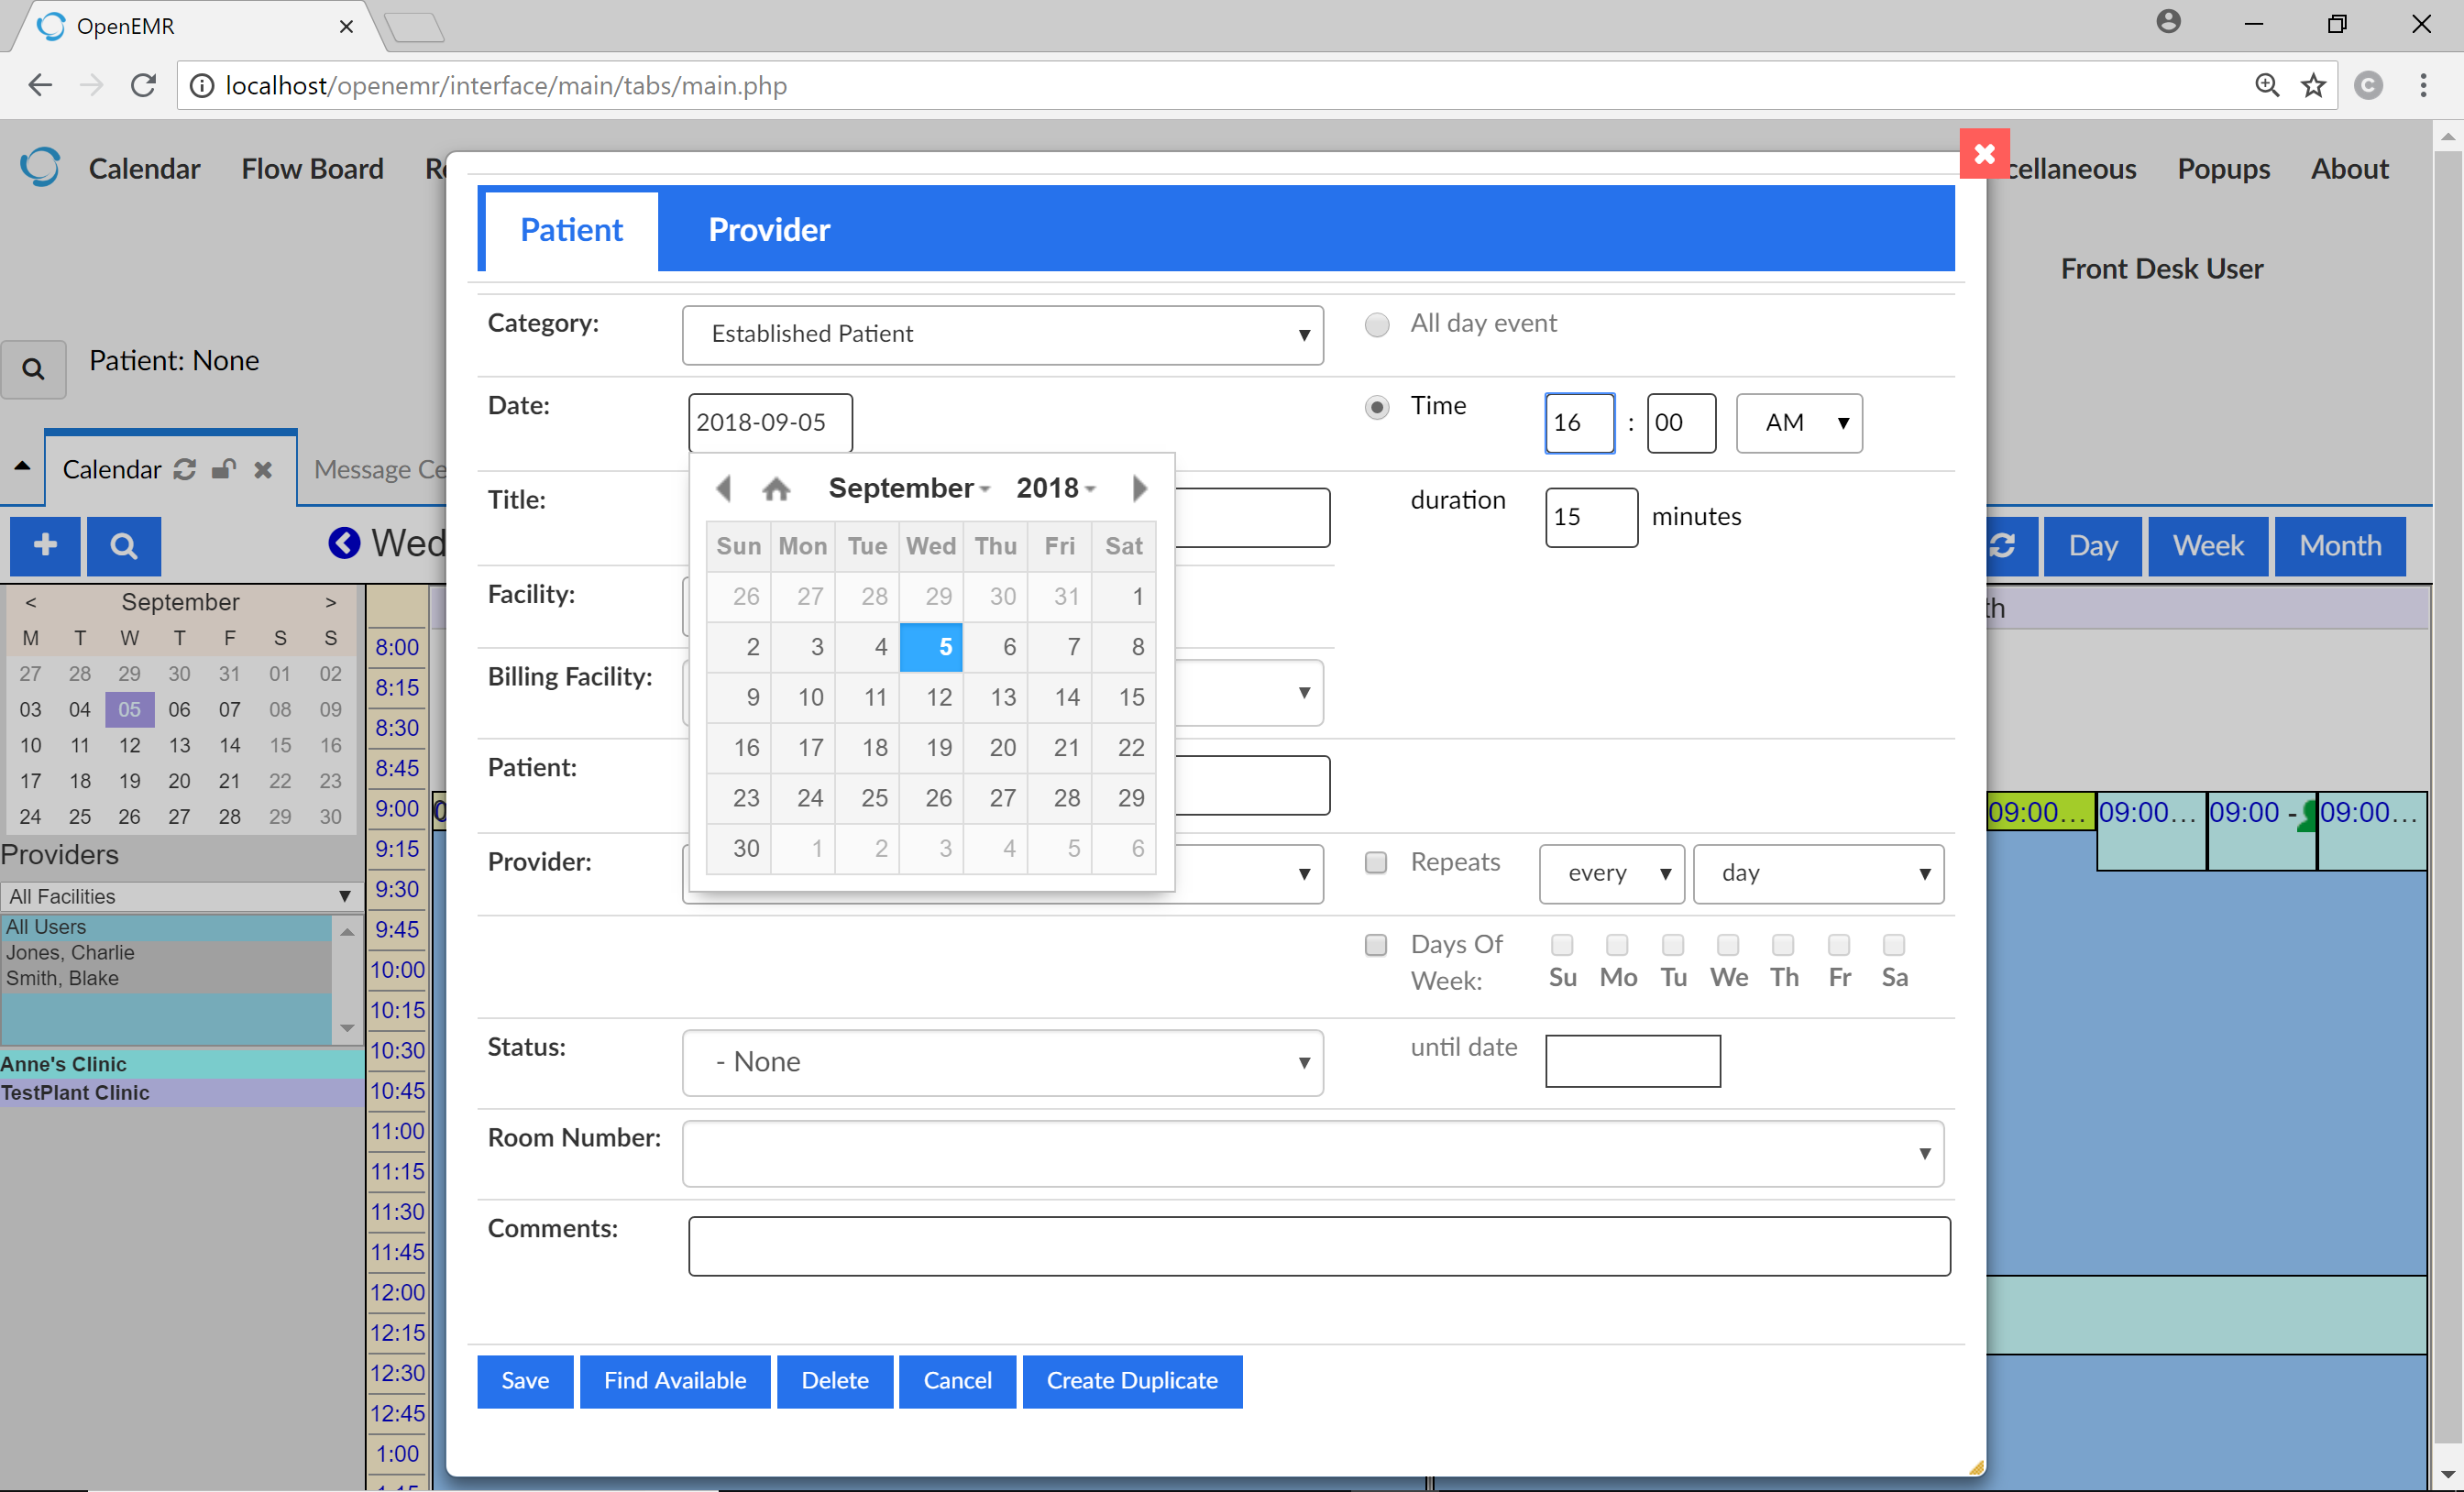 OpenEMR
localhost/openemr/interface/main/tabs/main.php
Calendar Flow Board
cellaneous Popups About
Front Desk User
Patient: None
Calendar Message Ce
Wed
Day Week Month
< September >
M T W T F S S
27 28 29 30 31 01 02
03 04 05 06 07 08 09
10 11 12 13 14 15 16
17 18 19 20 21 22 23
24 25 26 27 28 29 30
Providers
All Facilities
All Users
Jones, Charlie
Smith, Blake
Anne's Clinic
TestPlant Clinic
8:00
8:15
8:30
8:45
9:00
9:15
9:30
9:45
10:00
10:15
10:30
10:45
11:00
11:15
11:30
11:45
12:00
12:15
12:30
12:45
1:00
Patient Provider
Category: Established Patient All day event
Date: 2018-09-05 Time 16 : 00 AM
September 2018
Sun Mon Tue Wed Thu Fri Sat
26 27 28 29 30 31 1
2 3 4 5 6 7 8
9 10 11 12 13 14 15
16 17 18 19 20 21 22
23 24 25 26 27 28 29
30 1 2 3 4 5 6
Title: duration 15 minutes
Facility:
Billing Facility:
Patient:
Provider: Repeats every day
Days Of
Week:
Su Mo Tu We Th Fr Sa
Status: - None until date
Room Number:
Comments:
Save Find Available Delete Cancel Create Duplicate
th
09:00... 09:00... 09:00 - 09:00...